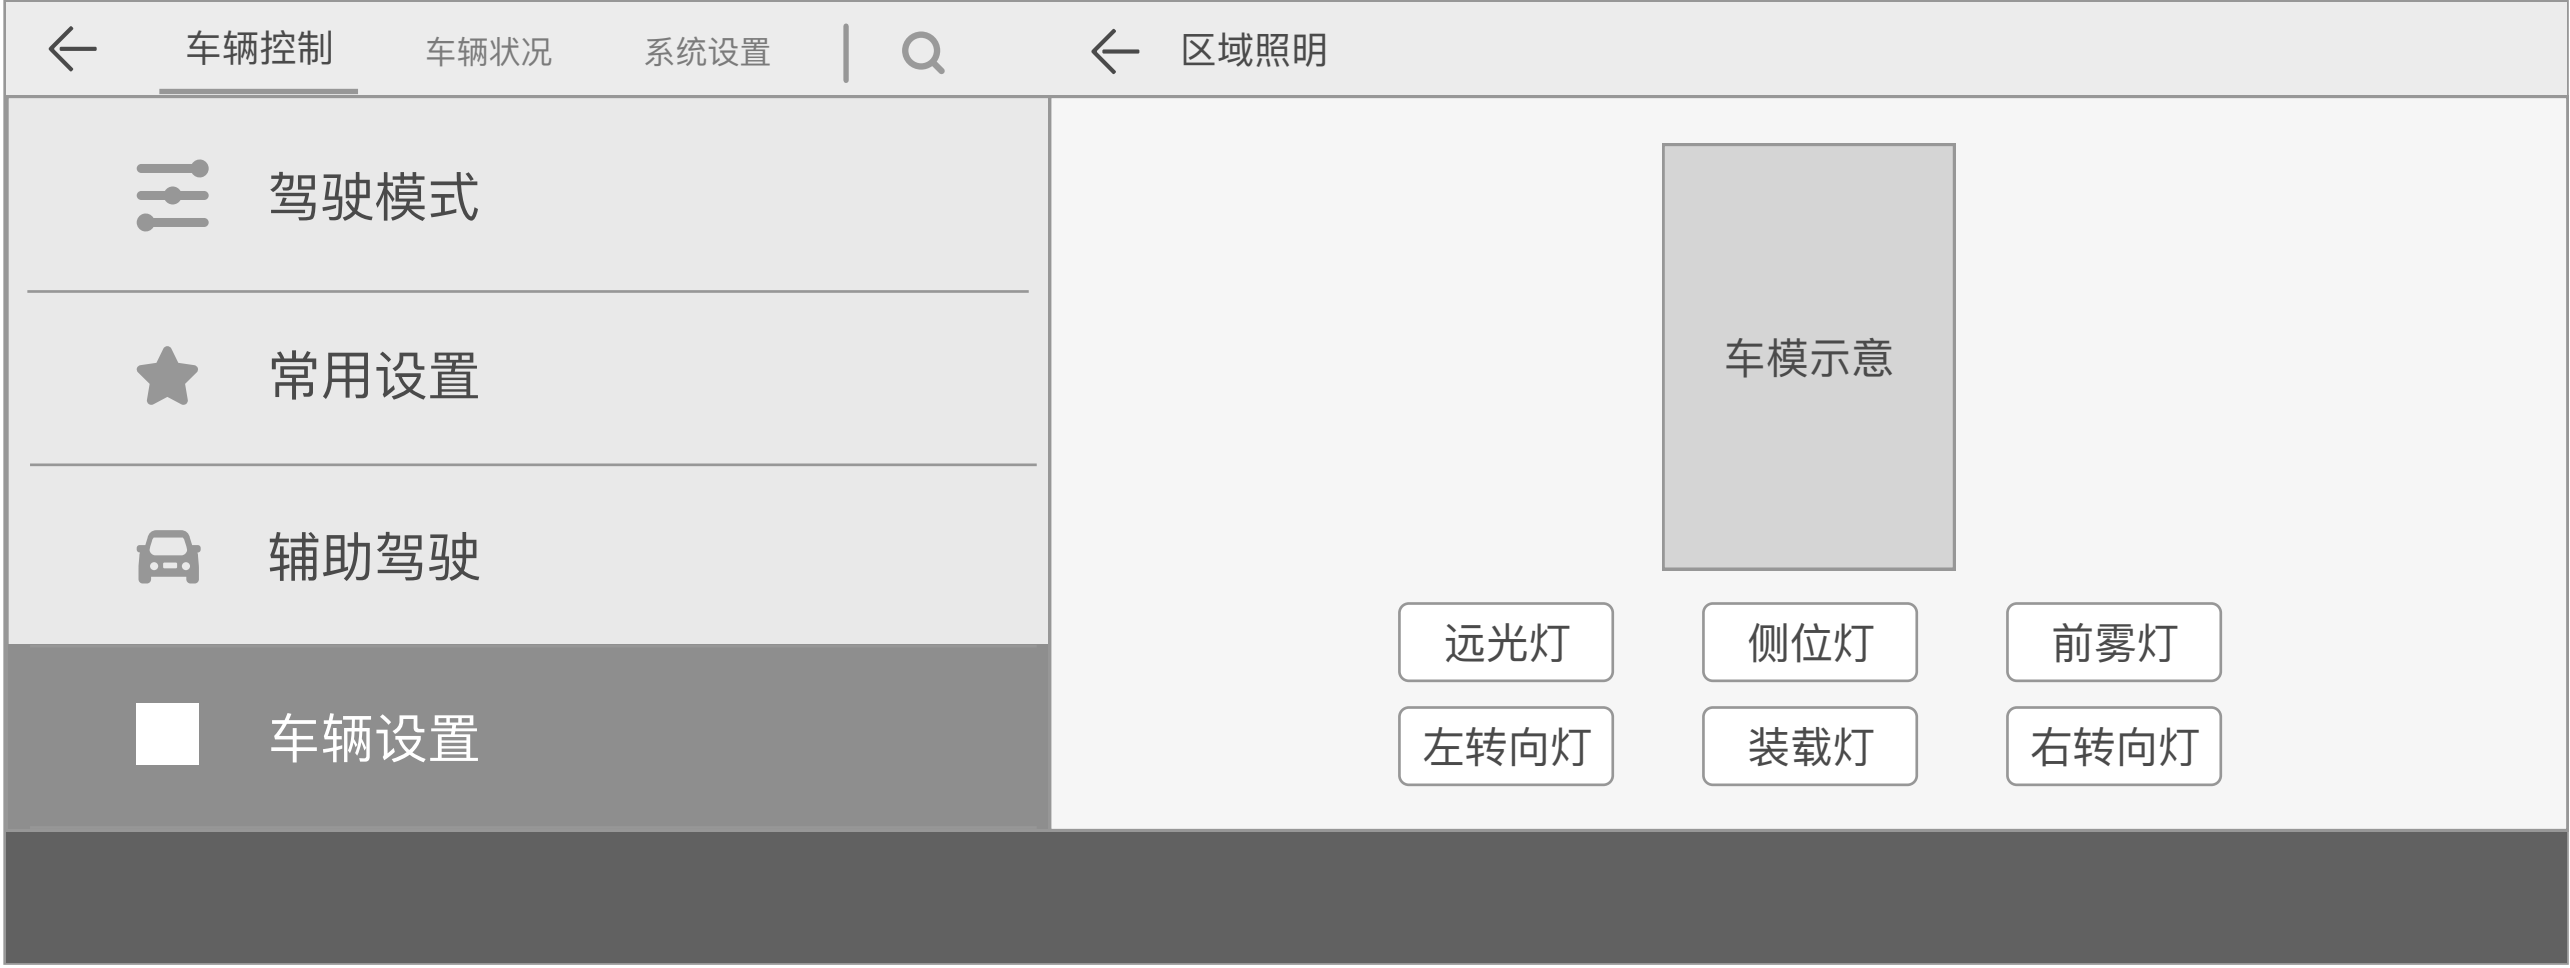 车辆控制
车辆状况
系统设置
区域照明
驾驶模式
常用设置
辅助驾驶
车辆设置
车模示意
远光灯
侧位灯
前雾灯
左转向灯
装载灯
右转向灯